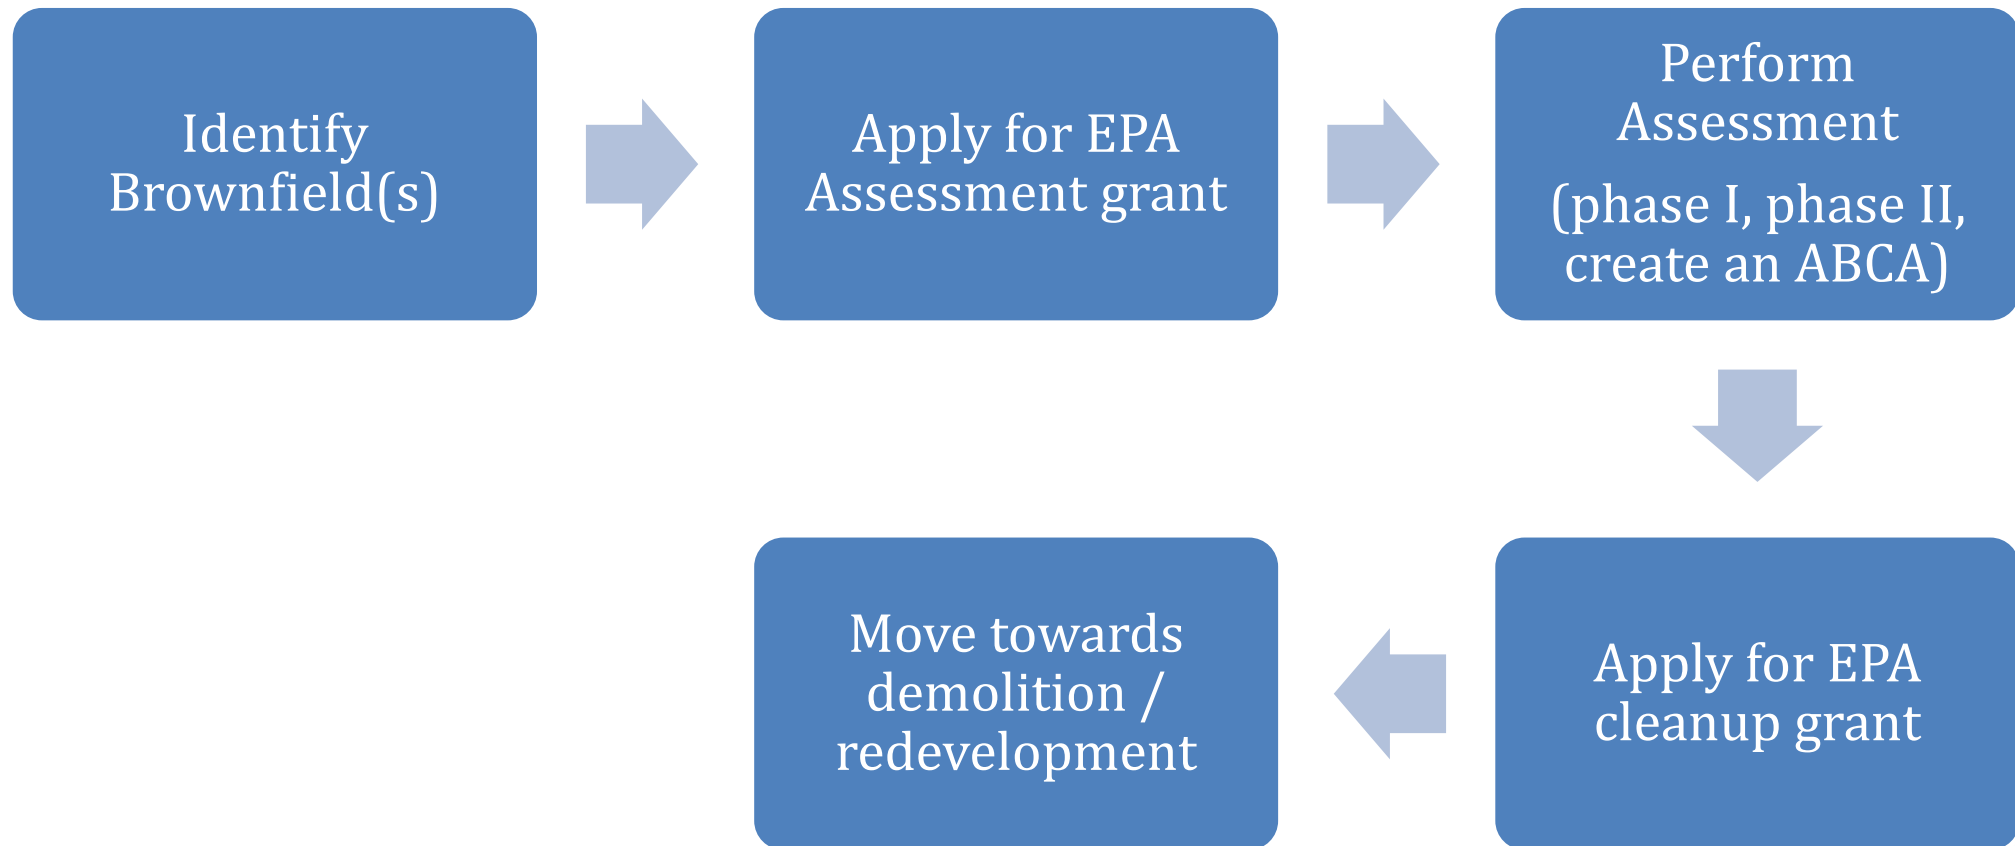 Identify
Brownfield(s)
Apply for EPA
Assessment grant
Perform
Assessment
(phase I, phase II,
create an ABCA)
Apply for EPA
cleanup grant
Move towards
demolition /
redevelopment